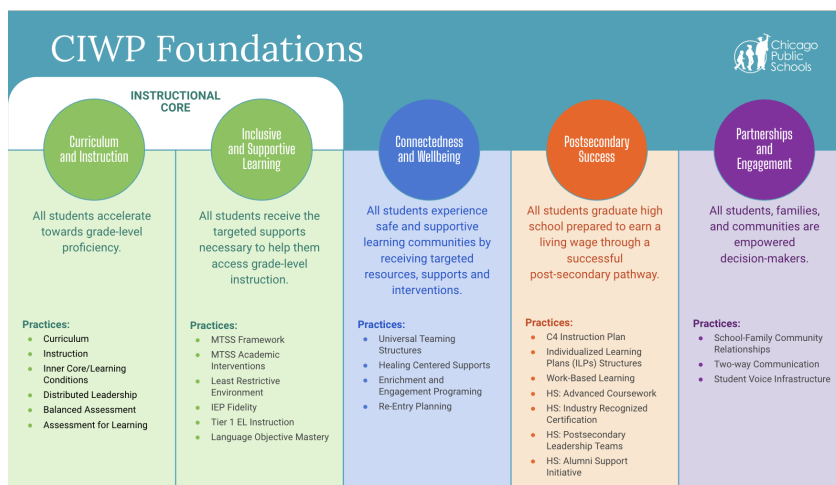 CIWP Foundations
Chicago
Public
Schools
INSTRUCTIONAL
CORE
Curriculum
and Instruction
All students accelerate
towards grade-level
proficiency.
Practices:
● Curriculum
● Instruction
● Inner Core/Learning
Conditions
● Distributed Leadership
● Balanced Assessment
● Assessment for Learning
Inclusive
and Supportive
Learning
All students receive the
targeted supports
necessary to help them
access grade-level
instruction.
Practices:
● MTSS Framework
● MTSS Academic
Interventions
● Least Restrictive
Environment
● IEP Fidelity
● Tier 1 EL Instruction
● Language Objective Mastery
Connectedness
and Wellbeing
All students experience
safe and supportive
learning communities by
receiving targeted
resources, supports and
interventions.
Practices:
● Universal Teaming
Structures
● Healing Centered Supports
● Enrichment and
Engagement Programing
● Re-Entry Planning
Postsecondary
Success
All students graduate high
school prepared to earn a
living wage through a
successful
post-secondary pathway.
Practices:
● C4 Instruction Plan
● Individualized Learning
Plans (ILPs) Structures
● Work-Based Learning
● HS: Advanced Coursework
● HS: Industry Recognized
Certification
● HS: Postsecondary
Leadership Teams
● HS: Alumni Support
Initiative
Partnerships
and
Engagement
All students, families,
and communities are
empowered
decision-makers.
Practices:
● School-Family Community
Relationships
● Two-way Communication
● Student Voice Infrastructure